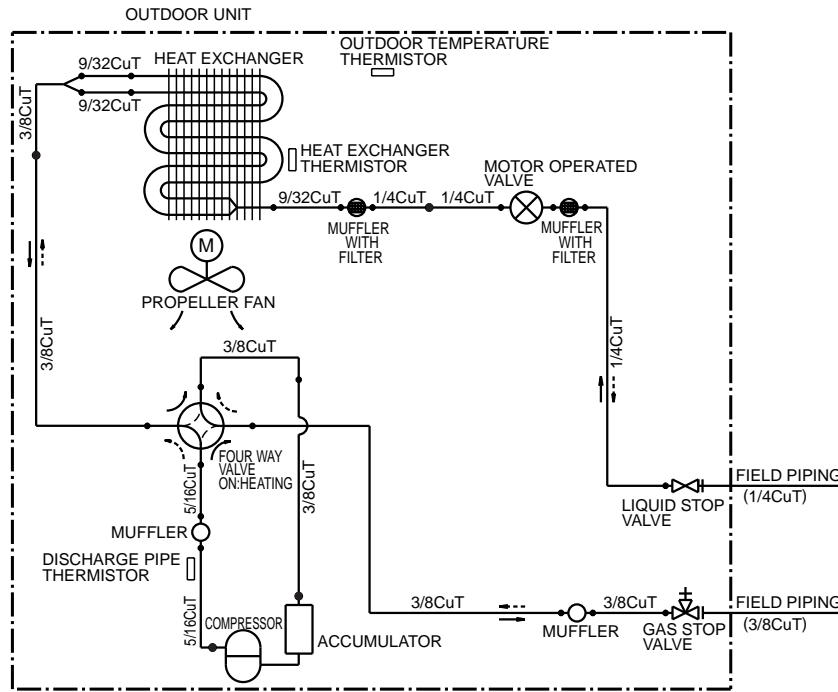 OUTDOOR UNIT
OUTDOOR TEMPERATURE
THERMISTOR
9/32CuT
HEAT EXCHANGER
9/32CuT
3/8CuT
HEAT EXCHANGER
THERMISTOR
MOTOR OPERATED
VALVE
9/32CuT
1/4CuT
1/4CuT
MUFFLER
WITH
FILTER
MUFFLER
WITH
FILTER
M
PROPELLER FAN
3/8CuT
3/8CuT
1/4CuT
FOUR WAY
VALVE
ON:HEATING
5/16CuT
3/8CuT
FIELD PIPING
(1/4CuT)
LIQUID STOP
VALVE
MUFFLER
DISCHARGE PIPE
THERMISTOR
5/16CuT
COMPRESSOR
ACCUMULATOR
3/8CuT
3/8CuT
MUFFLER
GAS STOP
VALVE
FIELD PIPING
(3/8CuT)